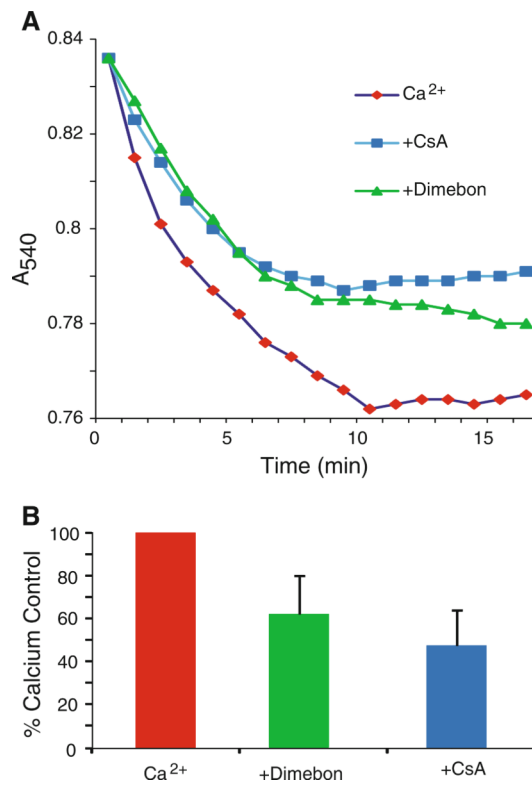 A
0.84
0.82
0.8
0.78
0.76
A540
0
5
10
15
Time (min)
Ca2+
+CsA
+Dimebon
B
100
80
60
40
20
0
% Calcium Control
Ca2+
+Dimebon
+CsA